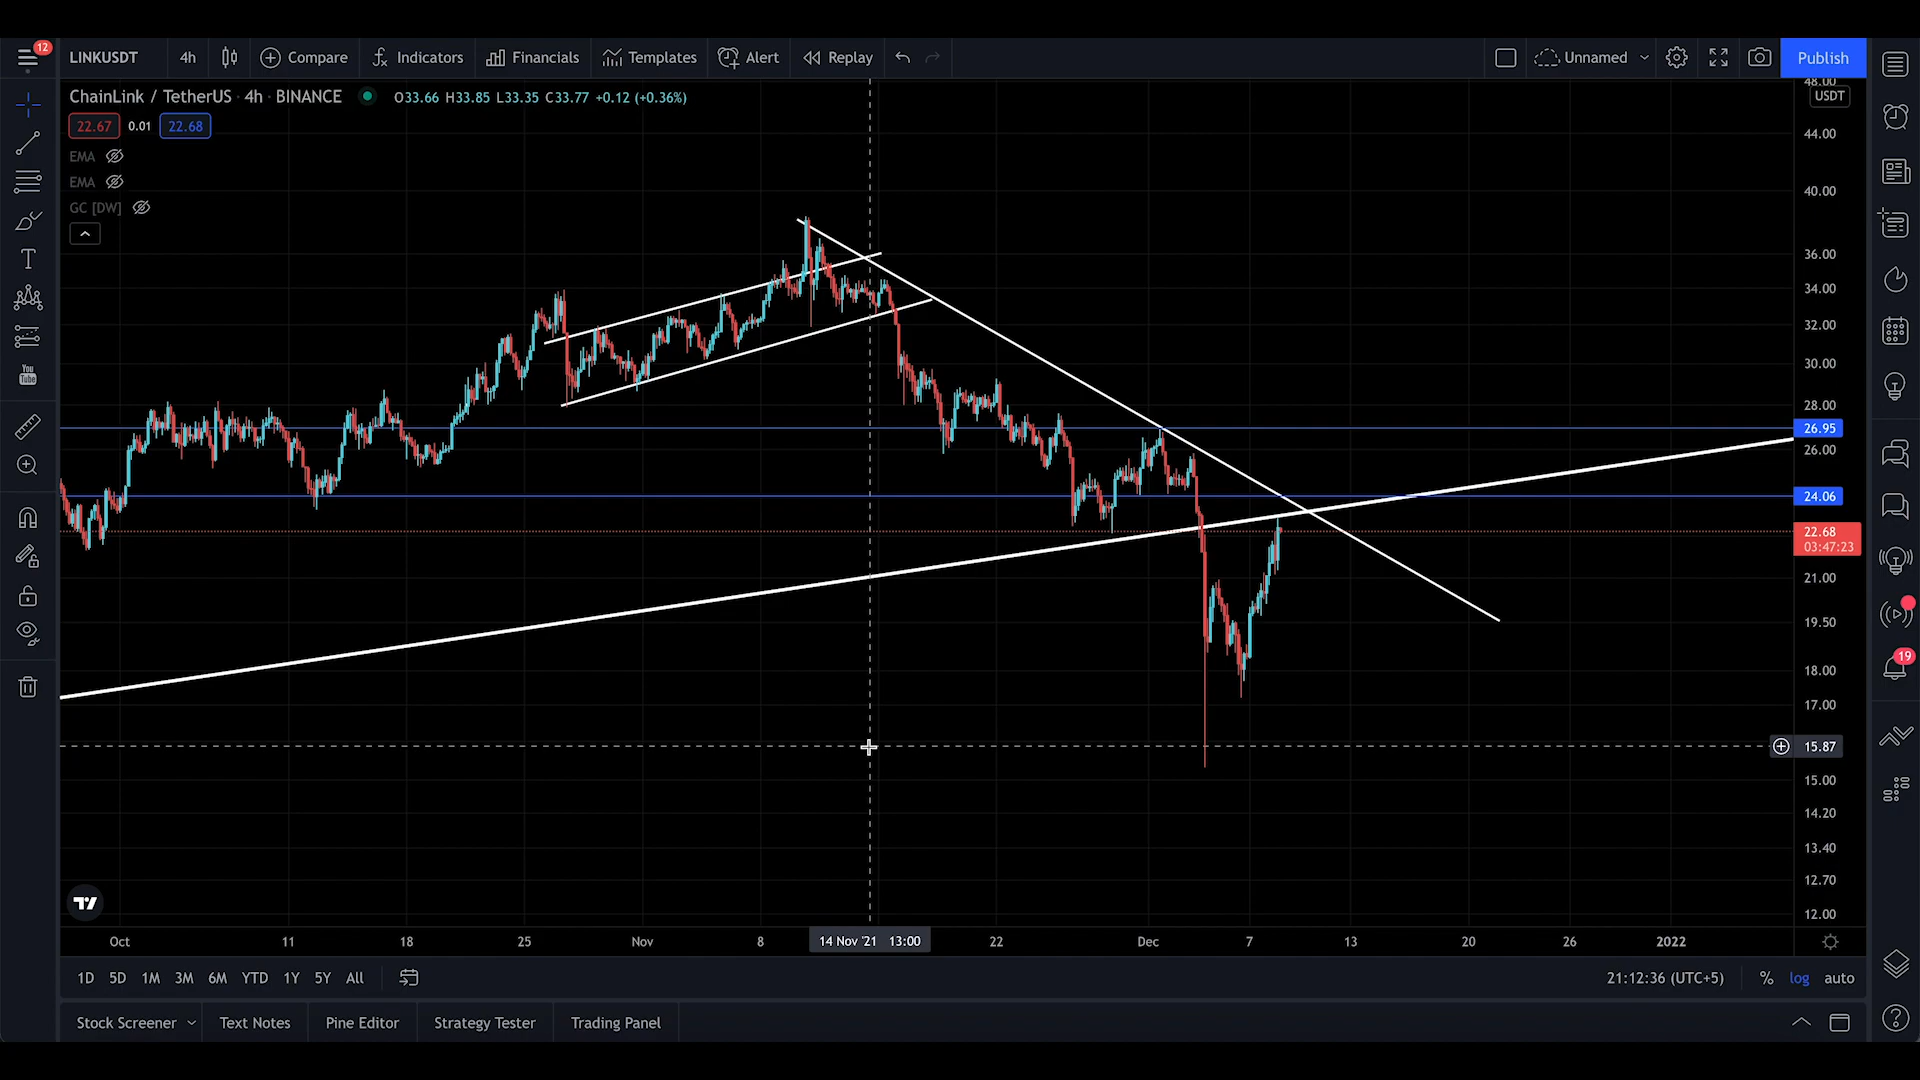 12
LINKUSDT 4h Compare Indicators Financials Templates Alert Replay Unnamed Publish
ChainLink / TetherUS · 4h · BINANCE O33.66 H33.85 L33.35 C33.77 +0.12 (+0.36%)
22.67 0.01 22.68
EMA
EMA
GC [DW]
48.00
USDT
44.00
40.00
36.00
34.00
32.00
30.00
28.00
26.95
26.00
24.06
22.68
03:47:23
21.00
19.50
18.00
17.00
15.87
15.00
14.20
13.40
12.70
12.00
You Tube
19
Oct 11 18 25 Nov 8 14 Nov '21 13:00 22 Dec 7 13 20 26 2022
1D 5D 1M 3M 6M YTD 1Y 5Y All 21:12:36 (UTC+5) % log auto
Stock Screener Text Notes Pine Editor Strategy Tester Trading Panel